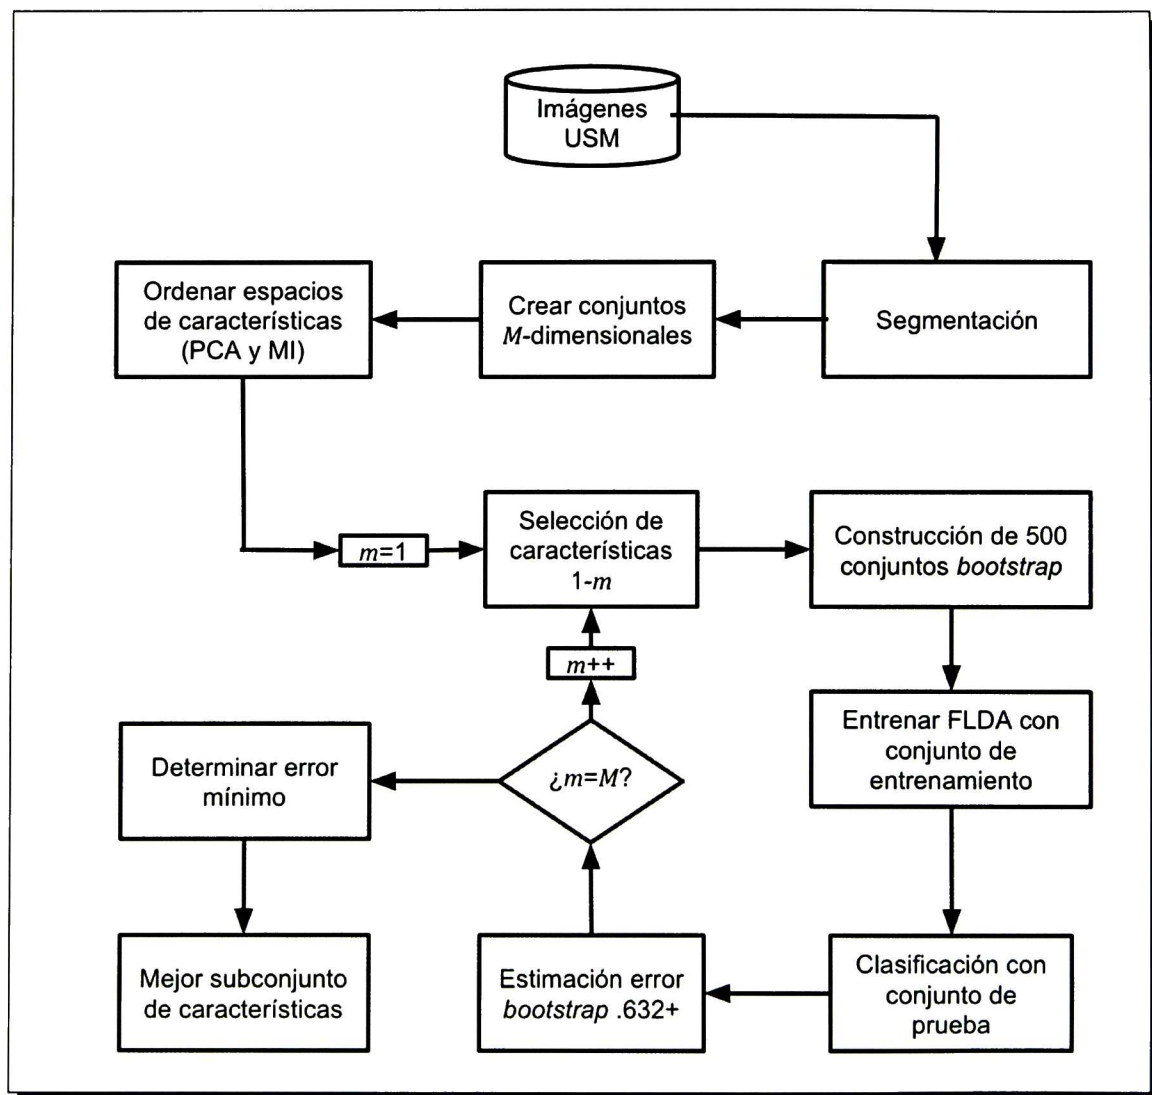 Imágenes
USM
Ordenar espacios
de características
(PCA y MI)
Crear conjuntos
M-dimensionales
Segmentación
m=1
Selección de
características
1-m
Construcción de 500
conjuntos bootstrap
m++
Entrenar FLDA con
conjunto de
entrenamiento
Determinar error
mínimo
¿m=M?
Mejor subconjunto
de características
Estimación error
bootstrap .632+
Clasificación con
conjunto de
prueba